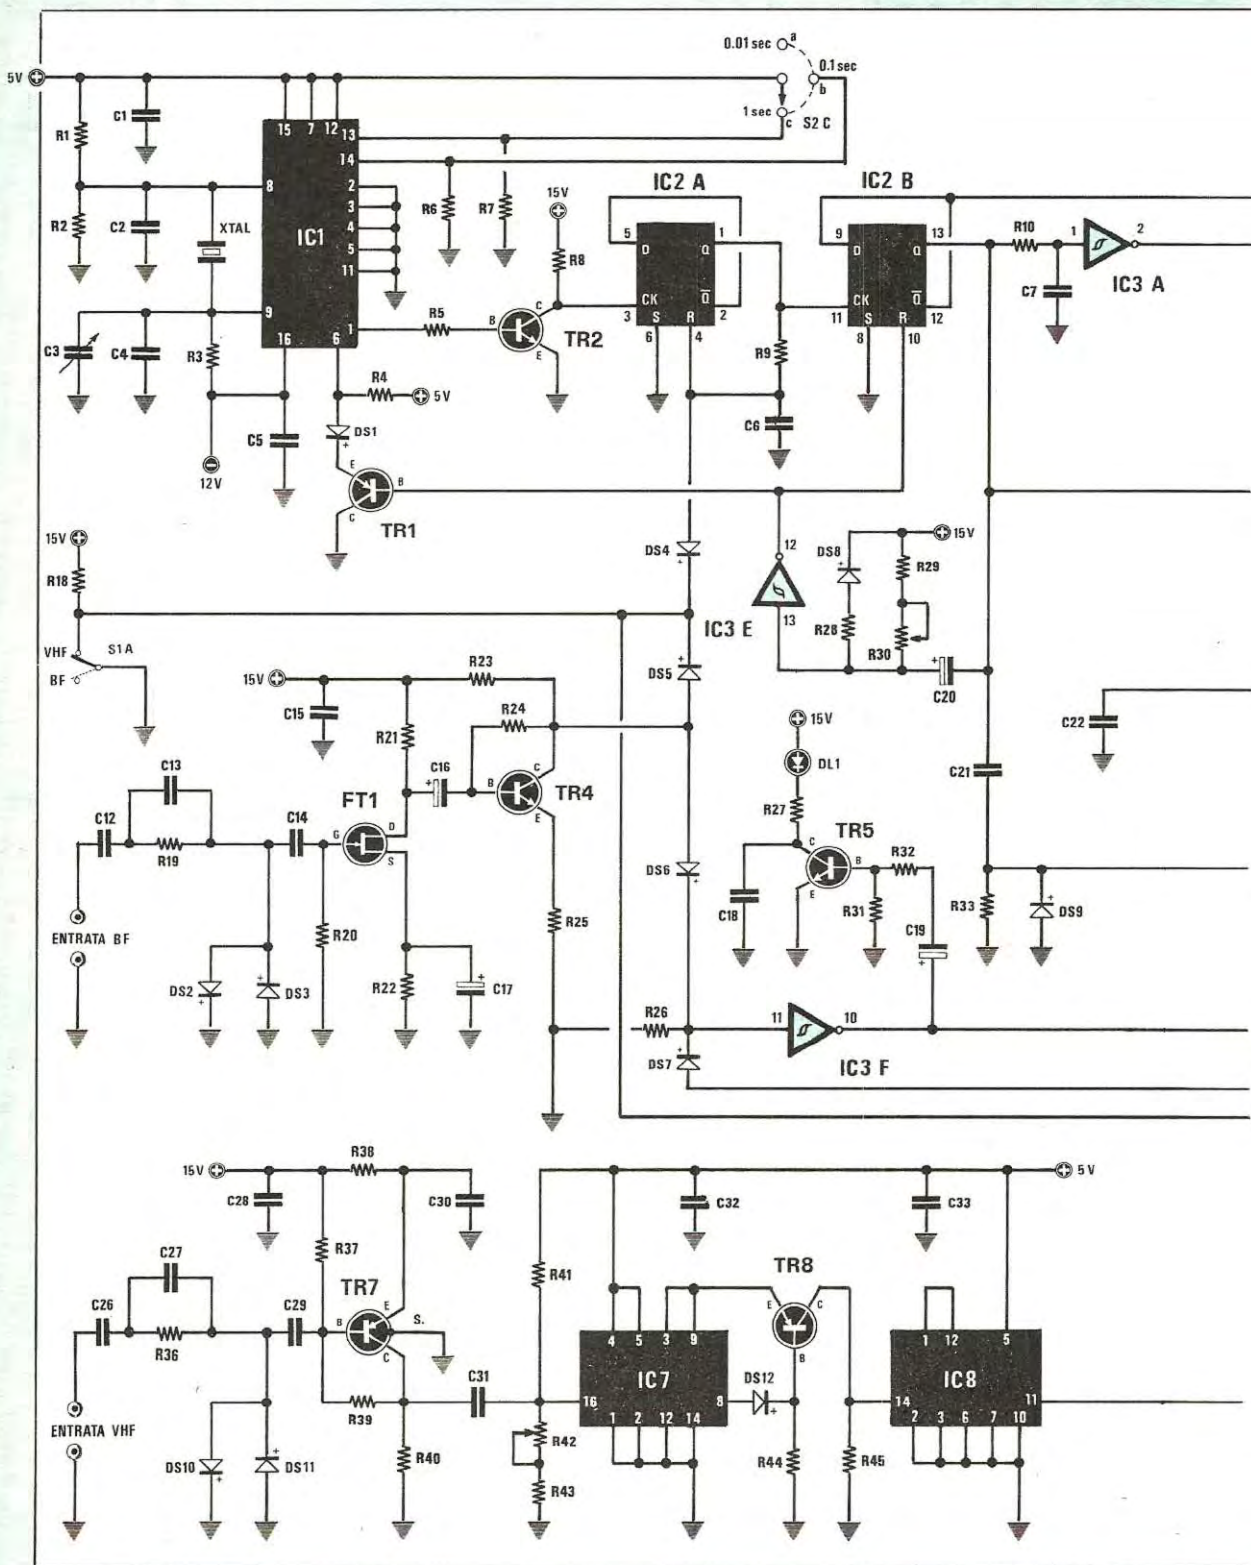 0.01 sec a
5V
0.1 sec
b
1 sec
c
S2 C
C1
R1
15 7 12
13
14
8
2
3
4
5
11
IC1
9
16
6
1
R2
C2
XTAL
C3
C4
R3
12V
C5
R4
5V
DS1
E
B
C
TR1
R5
R6
R7
15V
R8
B
C
E
TR2
IC2 A
5
1
D
Q
CK
Q
S
R
3
2
6
4
R9
C6
IC2 B
9
13
D
Q
CK
Q
S
R
11
12
8
10
R10
1
2
C7
IC3 A
15V
R18
VHF
S1A
BF
DS4
12
13
IC3 E
DS8
15V
R29
R28
R30
C20
DS5
R23
15V
C15
R21
R24
C16
B
C
E
TR4
C13
C12
R19
C14
FT1
G
D
S
ENTRATA BF
DS2
DS3
R20
R22
C17
R25
DS6
15V
DL1
R27
C
B
E
TR5
C18
R31
R32
C19
C21
C22
R33
DS9
R26
11
10
IC3 F
DS7
15V
R38
C28
C30
R37
C27
C26
R36
C29
TR7
B
E
S.
C
R39
R40
C31
ENTRATA VHF
DS10
DS11
R41
R42
R43
C32
C33
5V
4 5 3 9
IC7
16
8
1 2 12 14
DS12
TR8
E
C
B
R44
R45
1 12 5
IC8
14
11
2 3 6 7 10